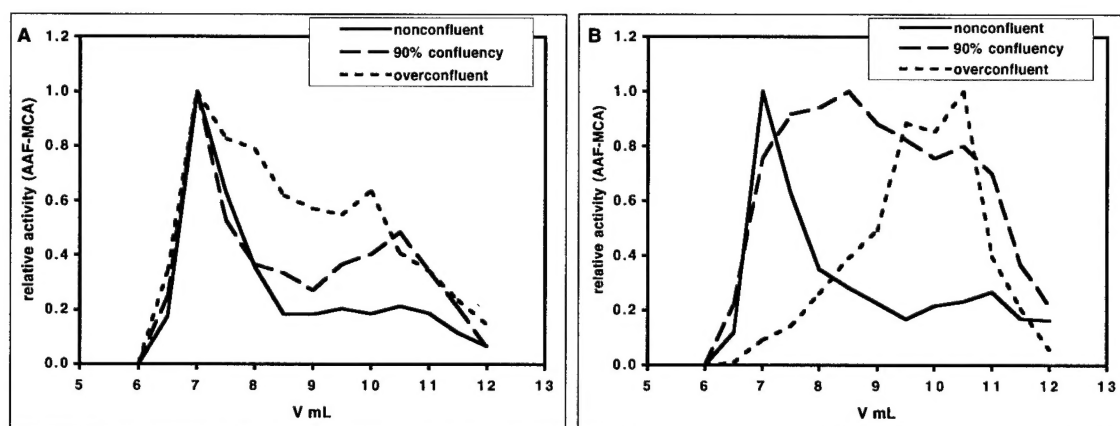 A
nonconfluent
90% confluency
overconfluent
relative activity (AAF-MCA)
1.2
1.0
0.8
0.6
0.4
0.2
0.0
5 6 7 8 9 10 11 12 13
V mL
B
nonconfluent
90% confluency
overconfluent
relative activity (AAF-MCA)
1.2
1.0
0.8
0.6
0.4
0.2
0.0
5 6 7 8 9 10 11 12 13
V mL